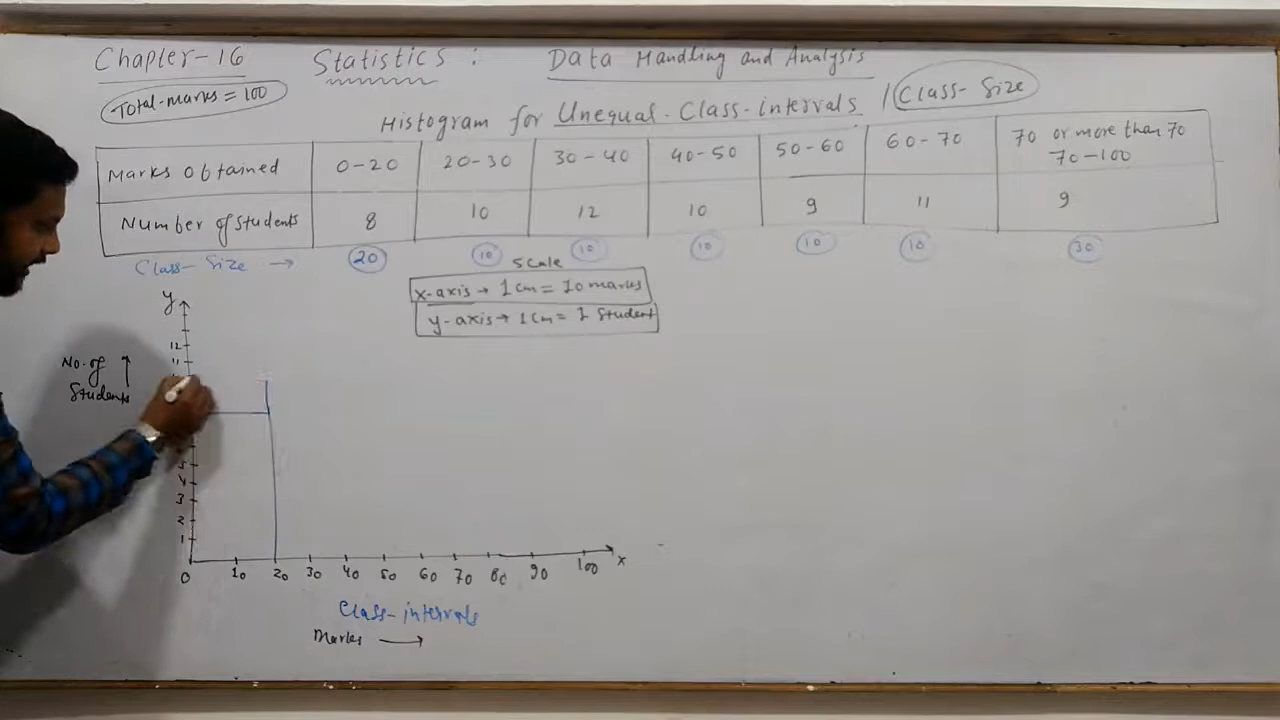 Chapter-16 Statistics : Data Handling and Analysis
Total-marks = 100
Histogram for Unequal-Class-intervals / Class-Size
Marks Obtained 0-20 20-30 30-40 40-50 50-60 60-70 70 or more than 70
70-100
Number of Students 8 10 12 10 9 11 9
Class-Size → 20 10 10 10 10 10 30
Scale
x-axis → 1cm = 10 marks
y-axis → 1cm = 1 Student
y
12
11
No. of
Students
5
4
3
2
1
0 10 20 30 40 50 60 70 80 90 100 x
Class-intervals
Marks →